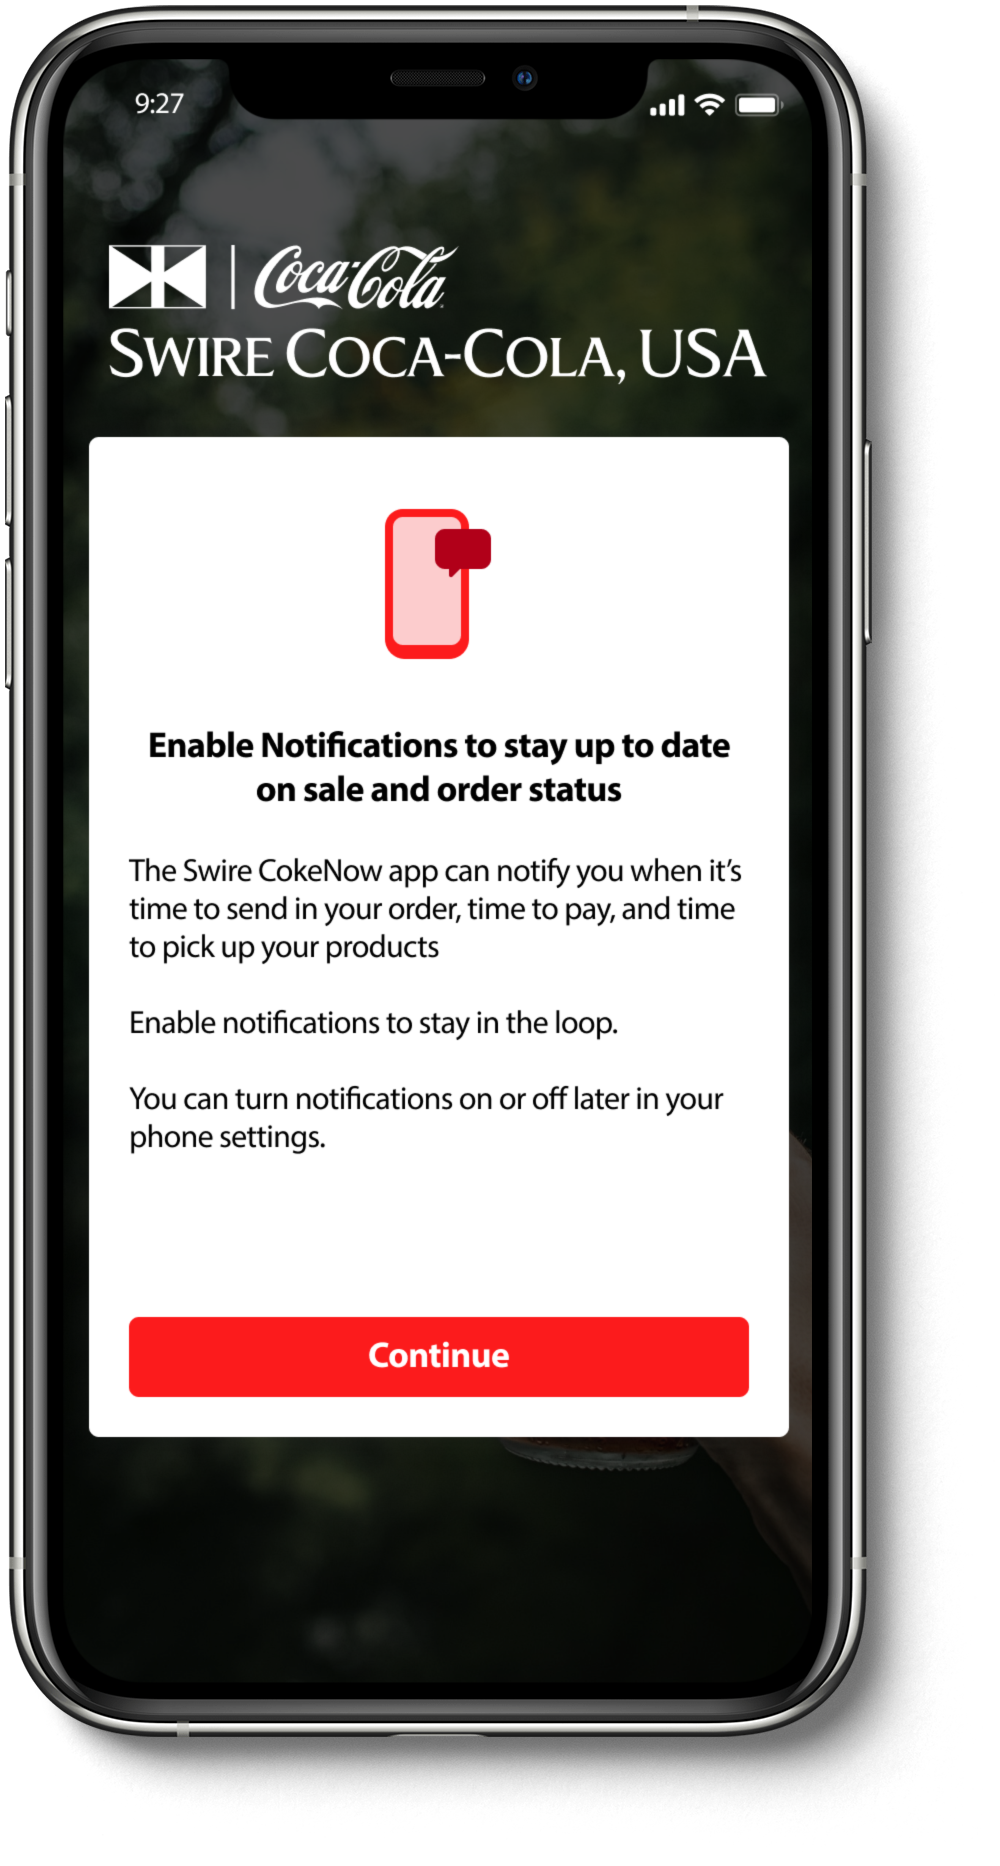 9:27
Coca-Cola
SWIRE COCA-COLA, USA
Enable Notifications to stay up to date
on sale and order status
The Swire CokeNow app can notify you when it’s
time to send in your order, time to pay, and time
to pick up your products
Enable notifications to stay in the loop.
You can turn notifications on or off later in your
phone settings.
Continue